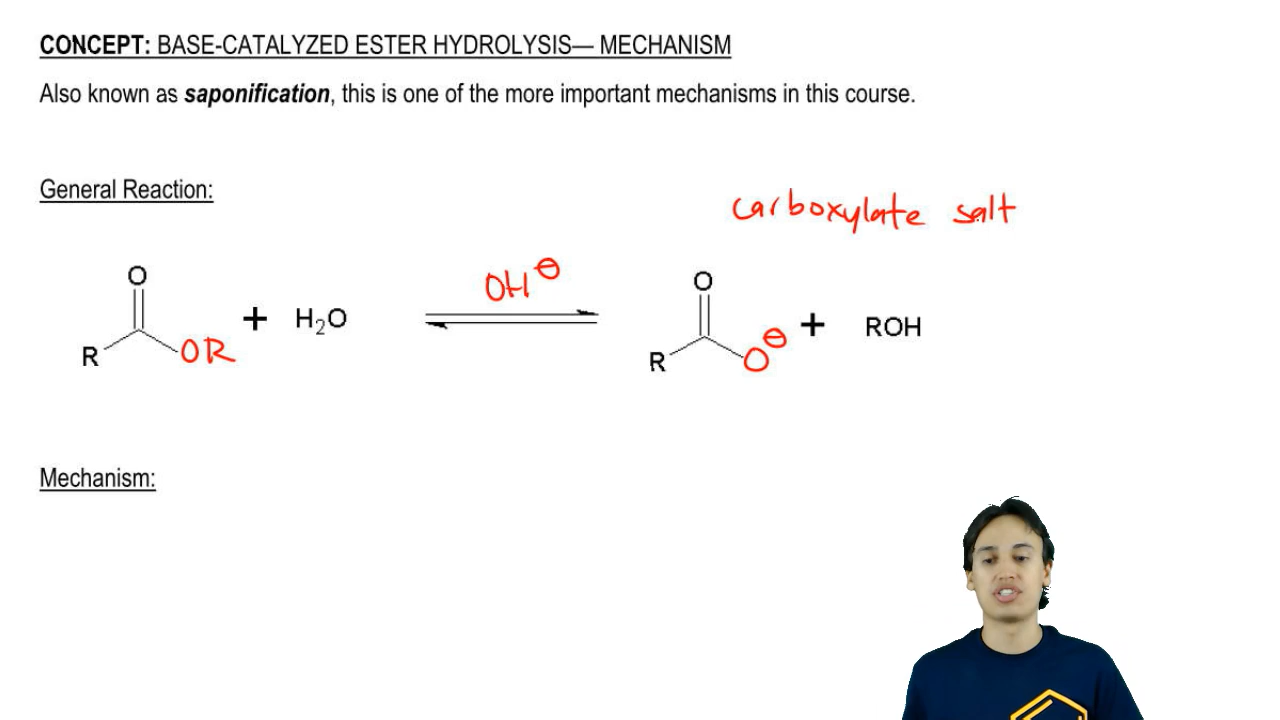 CONCEPT: BASE-CATALYZED ESTER HYDROLYSIS— MECHANISM
Also known as saponification, this is one of the more important mechanisms in this course.
General Reaction:
carboxylate salt
O
R
OR
+
H₂O
OH⊖
O
R
O⊖
+
ROH
Mechanism: